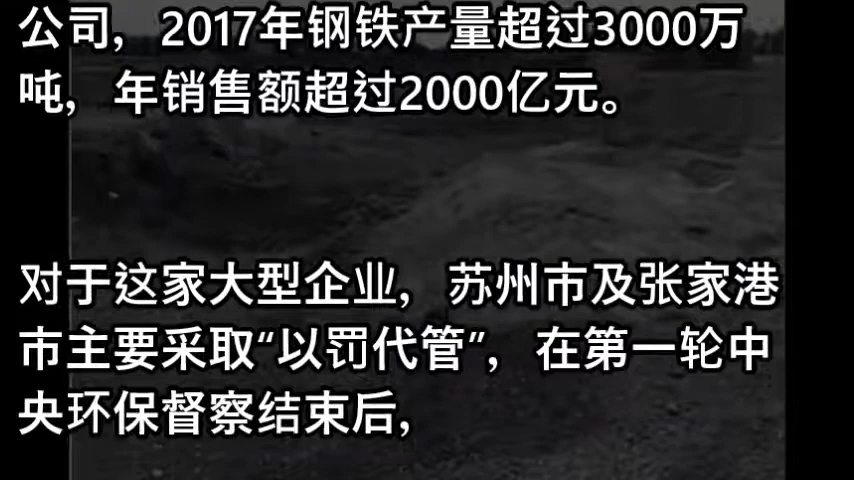 公司，2017年钢铁产量超过3000万
吨，年销售额超过2000亿元。
对于这家大型企业，苏州市及张家港
市主要采取“以罚代管”，在第一轮中
央环保督察结束后，